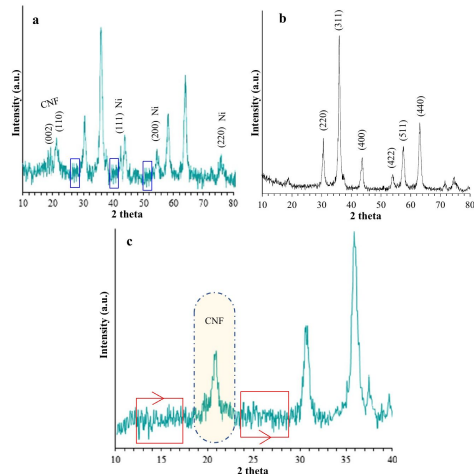 a
Intensity (a.u.)
CNF
(002)
(110)
(111) Ni
(200) Ni
(220) Ni
10 20 30 40 50 60 70 80
2 theta
b
Intensity (a.u.)
(220)
(311)
(400)
(422)
(511)
(440)
10 20 30 40 50 60 70 80
2 theta
c
Intensity (a.u.)
CNF
10 15 20 25 30 35 40
2 theta